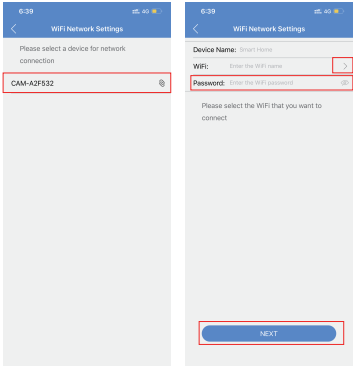 6:39
4G
WiFi Network Settings
Please select a device for network
connection
CAM-A2F532
6:39
4G
WiFi Network Settings
Device Name: Smart Home
WiFi: Enter the WiFi name
Password: Enter the WiFi password
Please select the WiFi that you want to
connect
NEXT